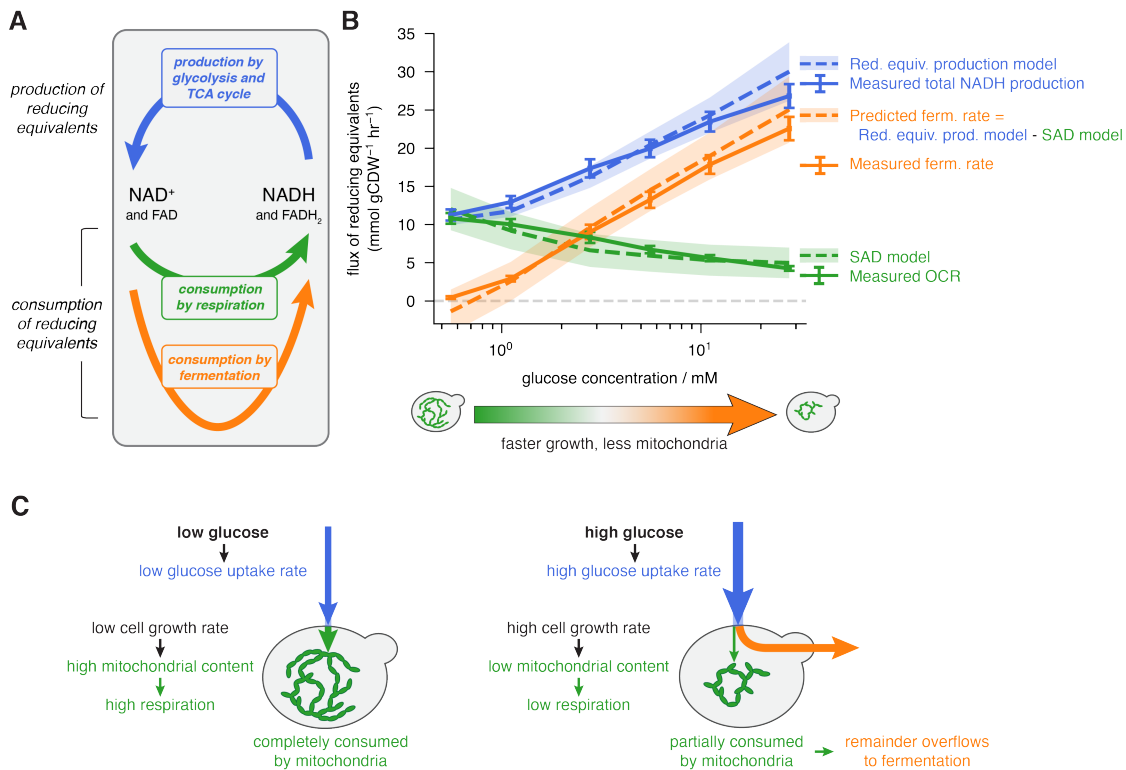 A
production of
reducing
equivalents
production by
glycolysis and
TCA cycle
NAD+
and FAD
NADH
and FADH2
consumption
of reducing
equivalents
consumption
by respiration
consumption by
fermentation
B
flux of reducing equivalents
(mmol gCDW−1 hr−1)
35
30
25
20
15
10
5
0
10^0
10^1
glucose concentration / mM
Red. equiv. production model
Measured total NADH production
Predicted ferm. rate =
Red. equiv. prod. model - SAD model
Measured ferm. rate
SAD model
Measured OCR
faster growth, less mitochondria
C
low glucose
low glucose uptake rate
low cell growth rate
high mitochondrial content
high respiration
completely consumed
by mitochondria
high glucose
high glucose uptake rate
high cell growth rate
low mitochondrial content
low respiration
partially consumed
by mitochondria
remainder overflows
to fermentation